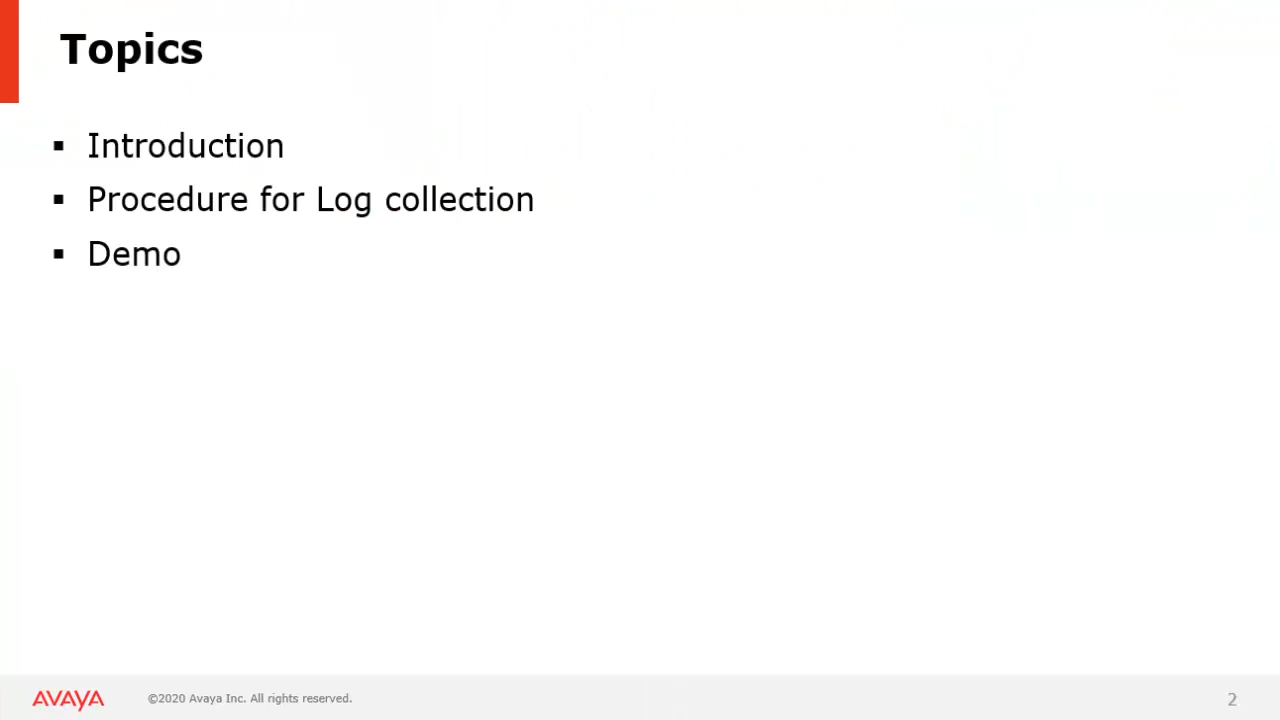 Topics
▪ Introduction
▪ Procedure for Log collection
▪ Demo
AVAYA ©2020 Avaya Inc. All rights reserved. 2